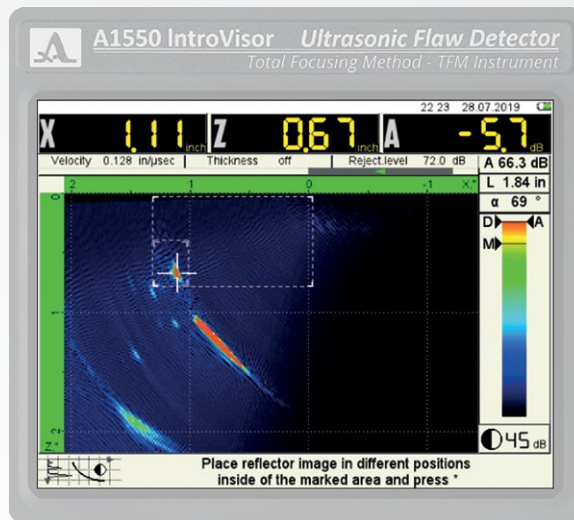 A1550 IntroVisor Ultrasonic Flaw Detector
Total Focusing Method - TFM Instrument
22 23 28.07.2019
X 1.11 inch Z 0.67 inch A -5.7 dB
Velocity 0.128 in/µsec Thickness off Reject.level 72.0 dB A 66.3 dB
2 1 0 -1 X,"
L 1.84 in
α 69 °
0
D A
M
1
2
Z,"
45 dB
Place reflector image in different positions
inside of the marked area and press *